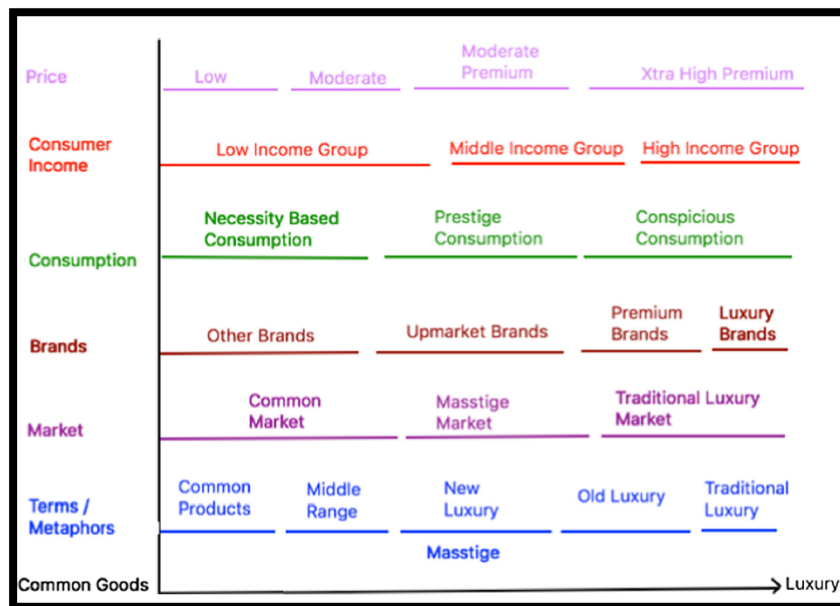 Price
Low
Moderate
Moderate
Premium
Xtra High Premium
Consumer
Income
Low Income Group
Middle Income Group
High Income Group
Consumption
Necessity Based
Consumption
Prestige
Consumption
Conspicious
Consumption
Brands
Other Brands
Upmarket Brands
Premium
Brands
Luxury
Brands
Market
Common
Market
Masstige
Market
Traditional Luxury
Market
Terms /
Metaphors
Common
Products
Middle
Range
New
Luxury
Old Luxury
Traditional
Luxury
Masstige
Common Goods
Luxury